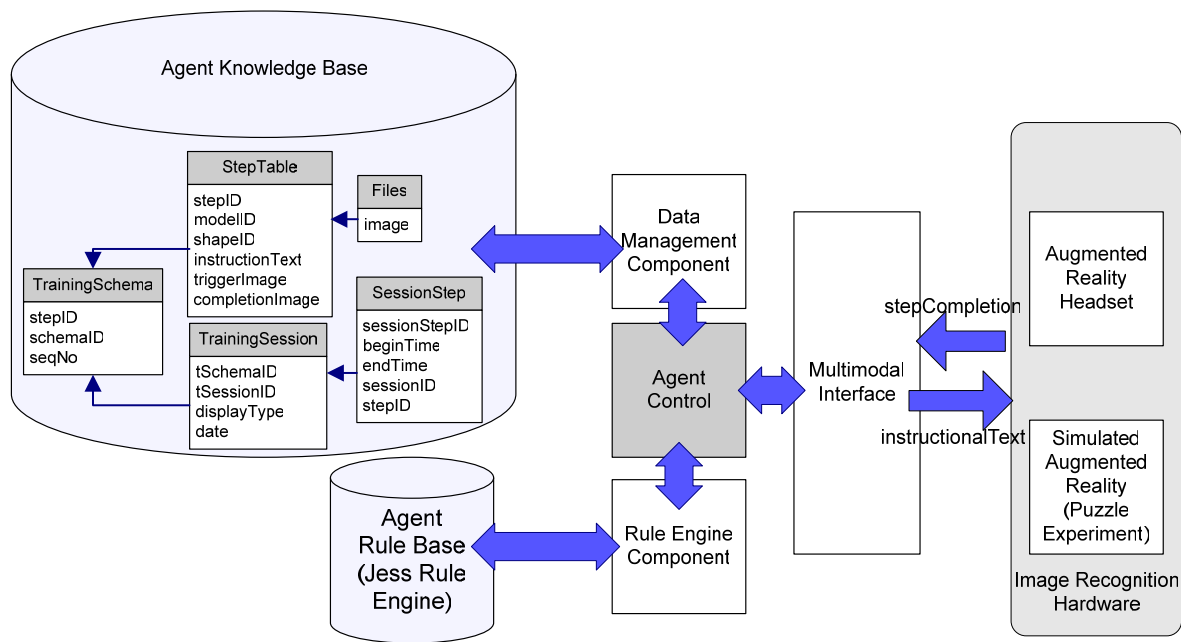 Agent Knowledge Base
StepTable
stepID
modelID
shapeID
instructionText
triggerImage
completionImage
Files
image
TrainingSchema
stepID
schemaID
seqNo
TrainingSession
tSchemaID
tSessionID
displayType
date
SessionStep
sessionStepID
beginTime
endTime
sessionID
stepID
Agent
Rule Base
(Jess Rule
Engine)
Data
Management
Component
Agent
Control
Rule Engine
Component
Multimodal
Interface
stepCompletion
instructionalText
Augmented
Reality
Headset
Simulated
Augmented
Reality
(Puzzle
Experiment)
Image Recognition
Hardware